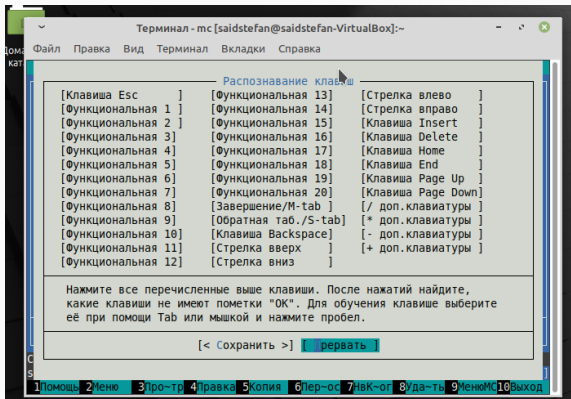 Терминал - mc [saidstefan@saidstefan-VirtualBox]:~
Файл Правка Вид Терминал Вкладки Справка
Распознавание клавиш
[Клавиша Esc ] [Функциональная 13] [Стрелка влево ]
[Функциональная 1 ] [Функциональная 14] [Стрелка вправо ]
[Функциональная 2 ] [Функциональная 15] [Клавиша Insert ]
[Функциональная 3] [Функциональная 16] [Клавиша Delete ]
[Функциональная 4] [Функциональная 17] [Клавиша Home ]
[Функциональная 5] [Функциональная 18] [Клавиша End ]
[Функциональная 6] [Функциональная 19] [Клавиша Page Up ]
[Функциональная 7] [Функциональная 20] [Клавиша Page Down]
[Функциональная 8] [Завершение/M-tab ] [/ доп.клавиатуры ]
[Функциональная 9] [Обратная таб./S-tab] [* доп.клавиатуры ]
[Функциональная 10] [Клавиша Backspace] [- доп.клавиатуры ]
[Функциональная 11] [Стрелка вверх ] [+ доп.клавиатуры ]
[Функциональная 12] [Стрелка вниз ]
Нажмите все перечисленные выше клавиши. После нажатий найдите,
какие клавиши не имеют пометки "OK". Для обучения клавише выберите
её при помощи Tab или мышкой и нажмите пробел.
[< Сохранить >] [ Прервать ]
1Помощь 2Меню 3Про~тр 4Правка 5Копия 6Пер~ос 7НвК~ог 8Уда~ть 9МенюMC 10Выход